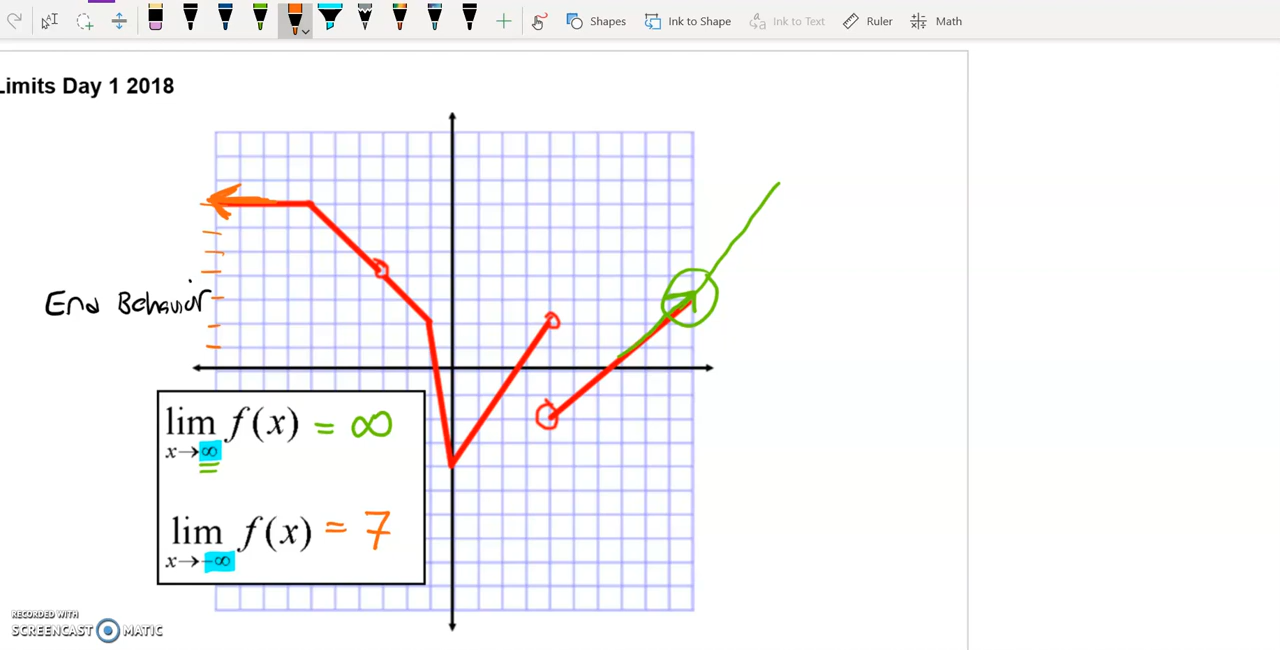 Shapes Ink to Shape Ink to Text Ruler Math
Limits Day 1 2018
End Behavior
lim f(x) = ∞
x→∞
lim f(x) = 7
x→-∞
RECORDED WITH
SCREENCAST MATIC